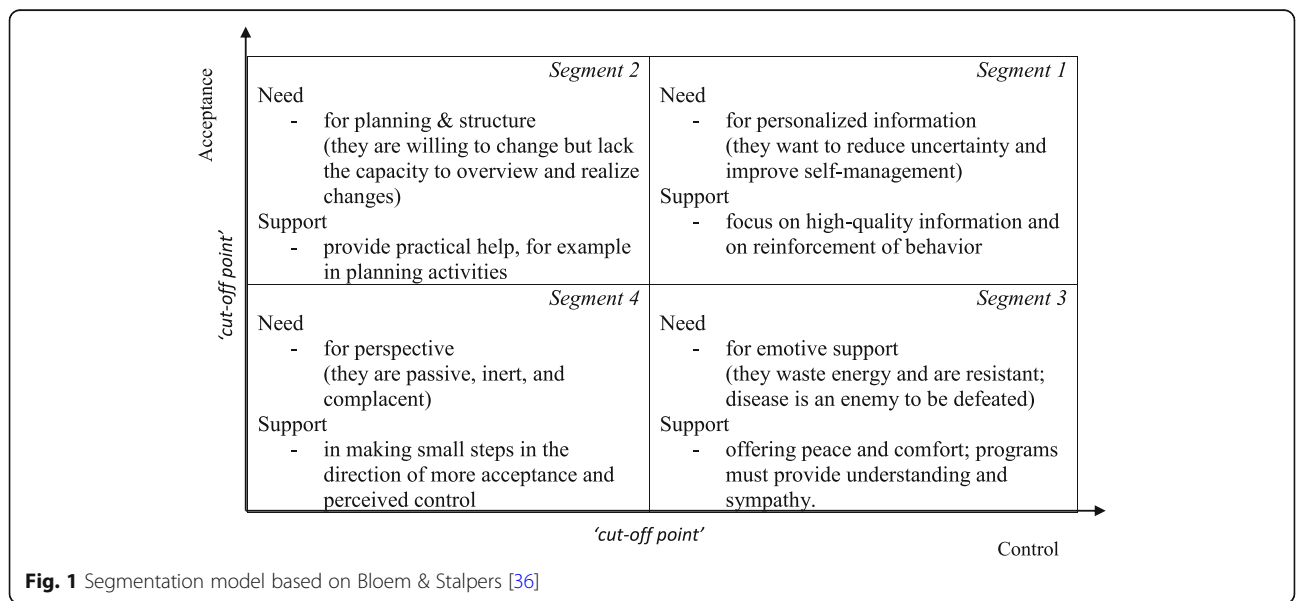 Acceptance
'cut-off point'
Segment 2
Need
- for planning & structure
(they are willing to change but lack
the capacity to overview and realize
changes)
Support
- provide practical help, for example
in planning activities
Segment 1
Need
- for personalized information
(they want to reduce uncertainty and
improve self-management)
Support
- focus on high-quality information and
on reinforcement of behavior
Segment 4
Need
- for perspective
(they are passive, inert, and
complacent)
Support
- in making small steps in the
direction of more acceptance and
perceived control
Segment 3
Need
- for emotive support
(they waste energy and are resistant;
disease is an enemy to be defeated)
Support
- offering peace and comfort; programs
must provide understanding and
sympathy.
'cut-off point'
Control
Fig. 1 Segmentation model based on Bloem & Stalpers [36]